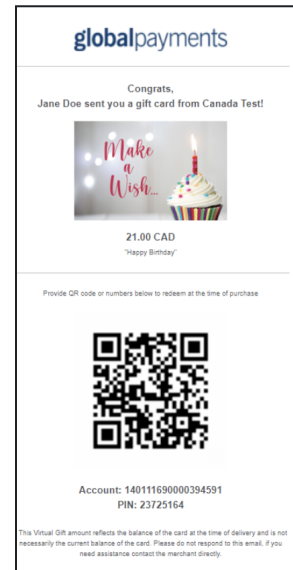 globalpayments
Congrats,
Jane Doe sent you a gift card from Canada Test!
Make
a
Wish...
21.00 CAD
"Happy Birthday"
Provide QR code or numbers below to redeem at the time of purchase
Account: 140111690000394591
PIN: 23725164
This Virtual Gift amount reflects the balance of the card at the time of delivery and is not
necessarily the current balance of the card. Please do not respond to this email, if you
need assistance contact the merchant directly.